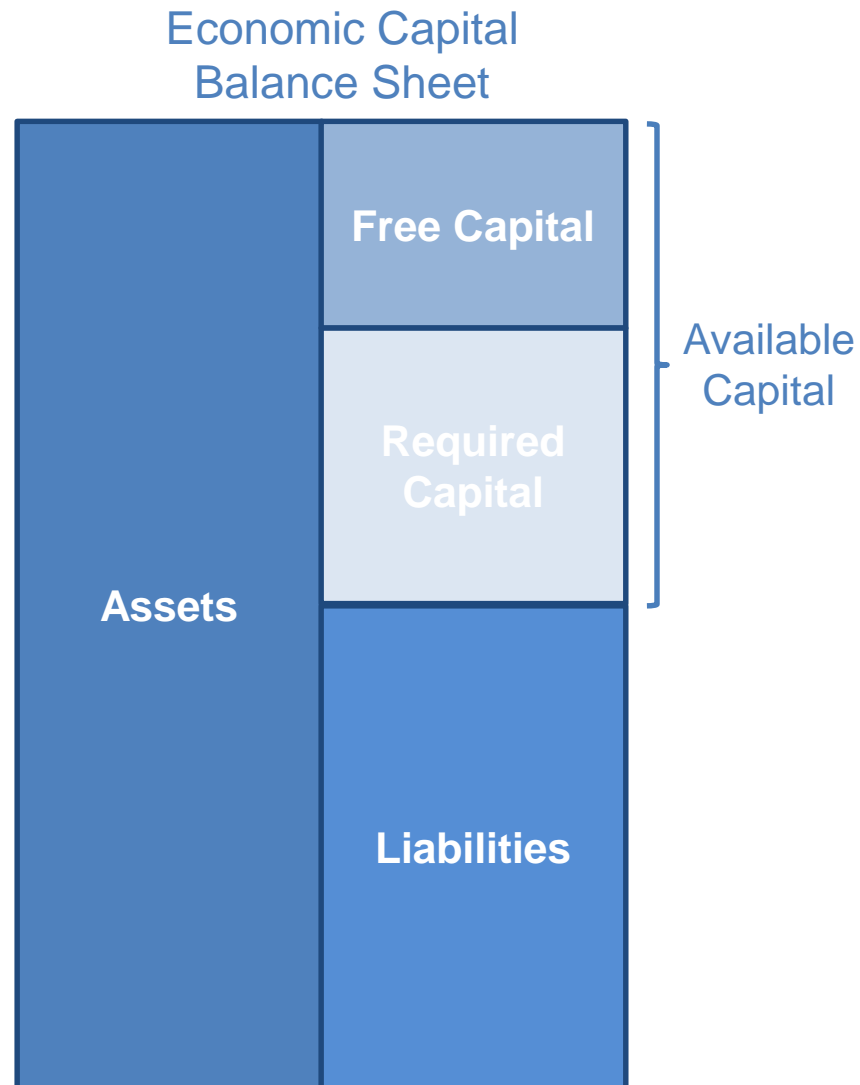 Economic Capital
Balance Sheet
Free Capital
Available
Capital
Required
Capital
Assets
Liabilities